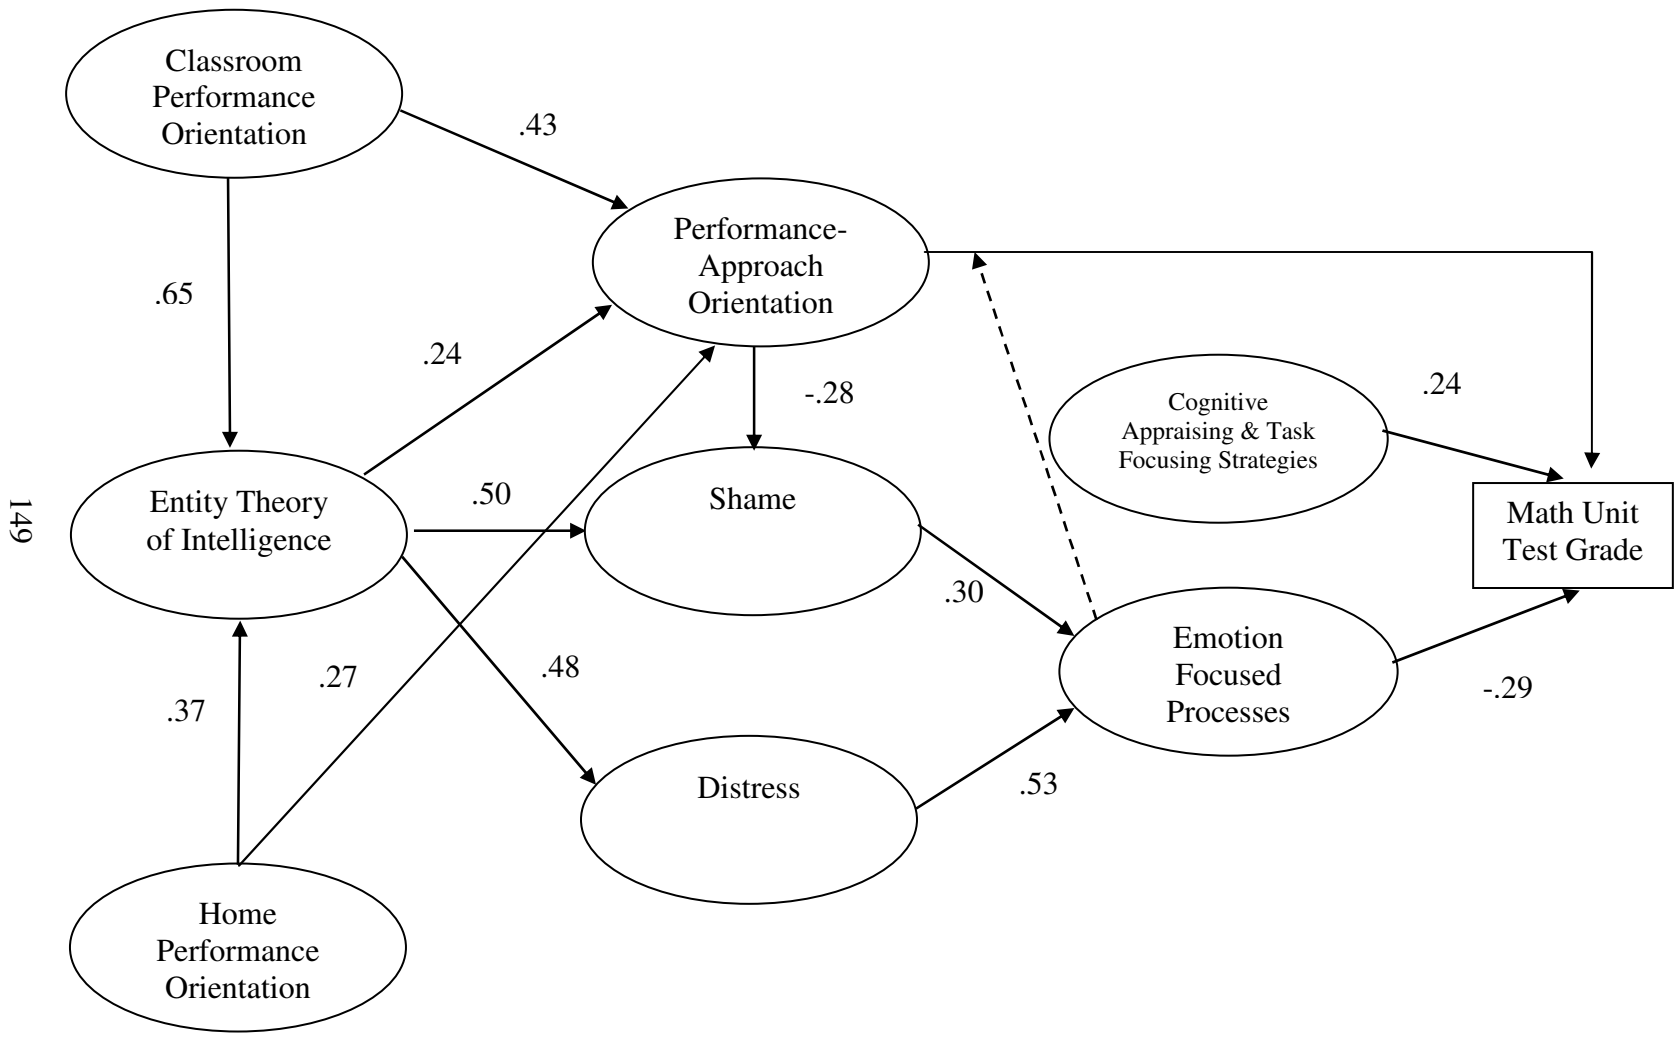 Classroom
Performance
Orientation
.43
Performance-
Approach
Orientation
.65
.24
-.28
Cognitive
Appraising & Task
Focusing Strategies
.24
Entity Theory
of Intelligence
.50
Shame
Math Unit
Test Grade
149
.30
.37
.27
.48
Emotion
Focused
Processes
-.29
Distress
.53
Home
Performance
Orientation